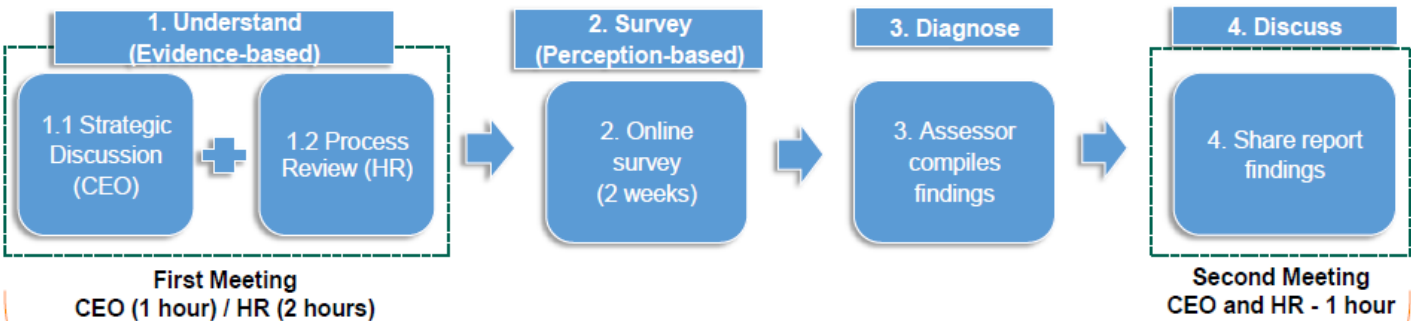 1. Understand
(Evidence-based)
1.1 Strategic
Discussion
(CEO)
1.2 Process
Review (HR)
First Meeting
CEO (1 hour) / HR (2 hours)
2. Survey
(Perception-based)
2. Online
survey
(2 weeks)
3. Diagnose
3. Assessor
compiles
findings
4. Discuss
4. Share report
findings
Second Meeting
CEO and HR - 1 hour